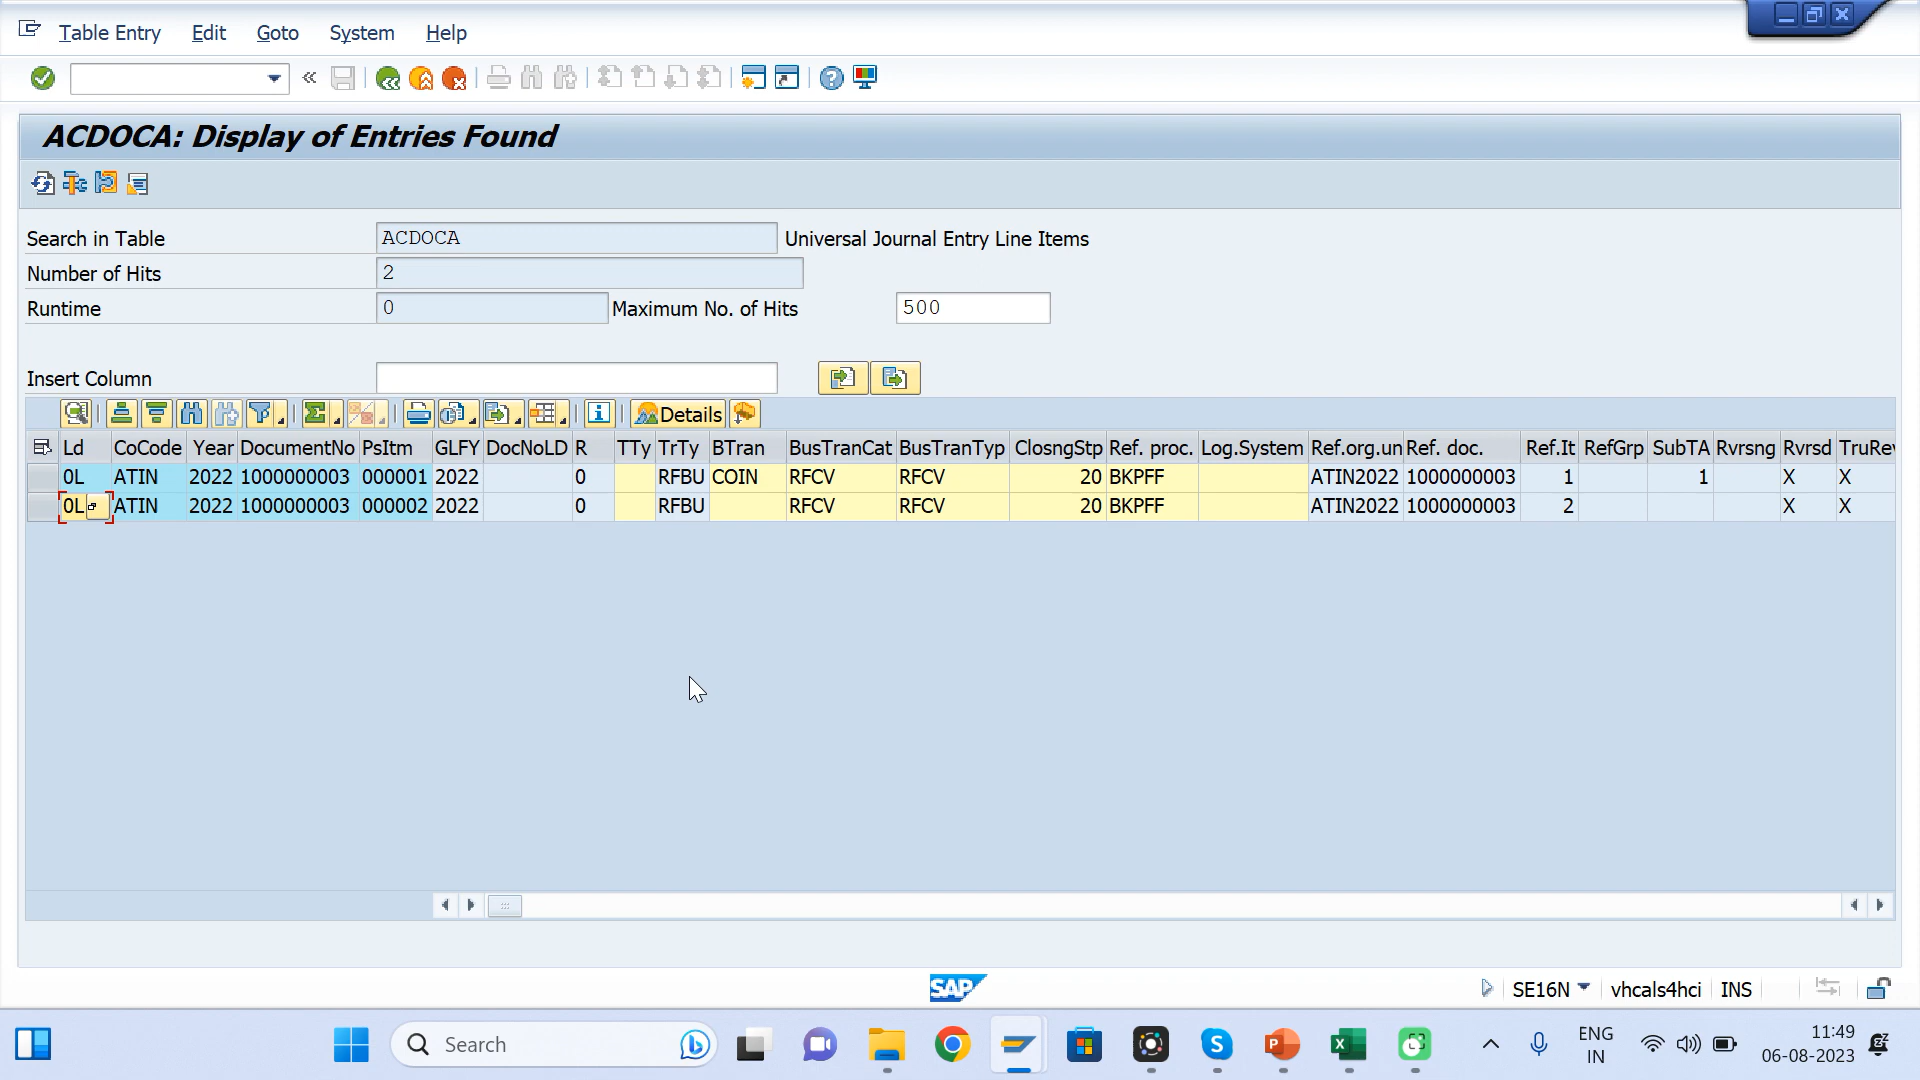 Table Entry Edit Goto System Help
ACDOCA: Display of Entries Found
Search in Table ACDOCA Universal Journal Entry Line Items
Number of Hits 2
Runtime 0 Maximum No. of Hits 500
Insert Column
Details
Ld CoCode Year DocumentNo PsItm GLFY DocNoLD R TTy TrTy BTran BusTranCat BusTranTyp ClosngStp Ref. proc. Log.System Ref.org.un Ref. doc. Ref.It RefGrp SubTA Rvrsng Rvrsd TruRev
0L ATIN 2022 1000000003 000001 2022 0 RFBU COIN RFCV RFCV 20 BKPFF ATIN2022 1000000003 1 1 X X
0L ATIN 2022 1000000003 000002 2022 0 RFBU RFCV RFCV 20 BKPFF ATIN2022 1000000003 2 X X
SAP SE16N vhcals4hci INS
Search ENG 11:49
IN 06-08-2023